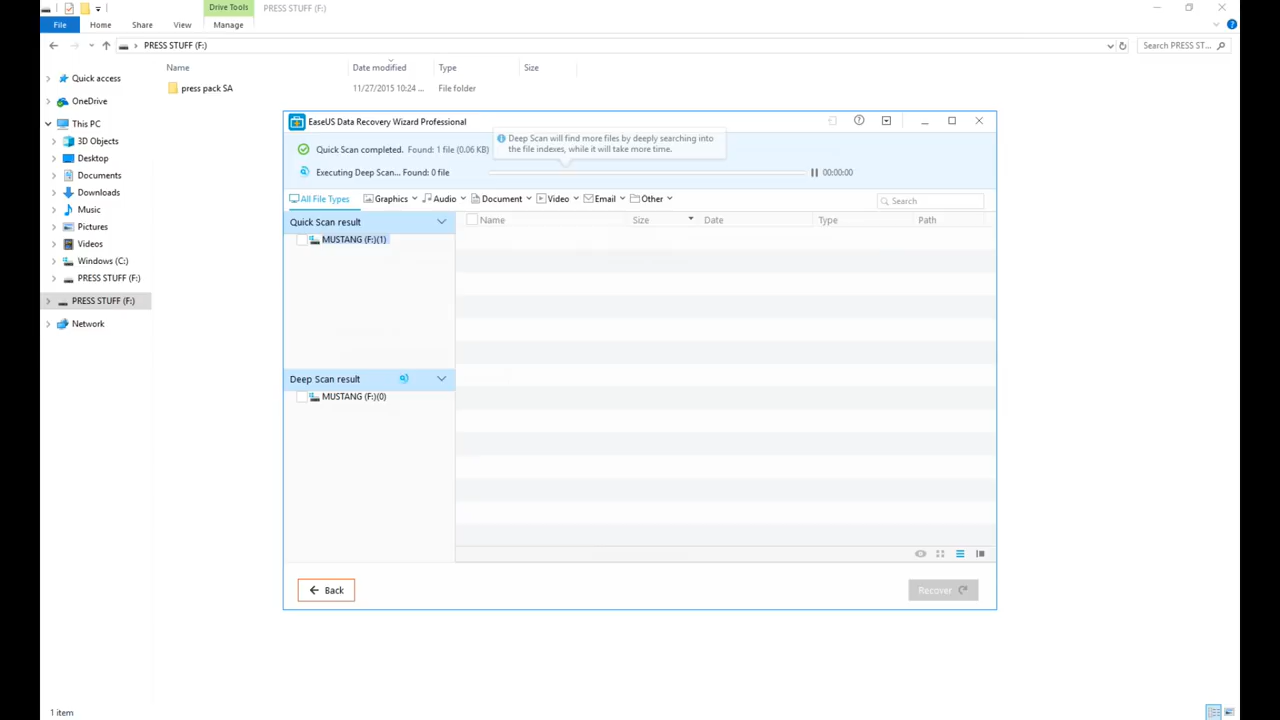 Drive Tools
PRESS STUFF (F:)
File
Home
Share
View
Manage
PRESS STUFF (F:)
Search PRESS ST...
Name
Date modified
Type
Size
press pack SA
11/27/2015 10:24 ...
File folder
Quick access
OneDrive
This PC
3D Objects
Desktop
Documents
Downloads
Music
Pictures
Videos
Windows (C:)
PRESS STUFF (F:)
PRESS STUFF (F:)
Network
EaseUS Data Recovery Wizard Professional
Quick Scan completed. Found: 1 file (0.06 KB)
Deep Scan will find more files by deeply searching into
the file indexes, while it will take more time.
Executing Deep Scan... Found: 0 file
00:00:00
All File Types
Graphics
Audio
Document
Video
Email
Other
Search
Quick Scan result
Name
Size
Date
Type
Path
MUSTANG (F:)(1)
Deep Scan result
MUSTANG (F:)(0)
Back
Recover
1 item